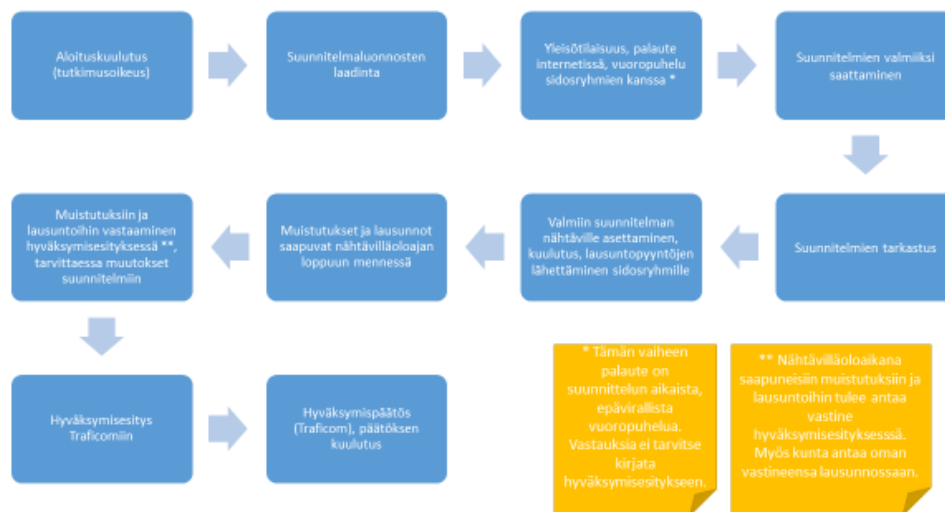 Aloituskuulutus
(tutkimusoikeus)
Suunnitelmaluonnosten
laadinta
Yleisötilaisuus, palaute
internetissä, vuoropuhelu
sidosryhmien kanssa *
Suunnitelmien valmiiksi
saattaminen
Suunnitelmien tarkastus
Valmiin suunnitelman
nähtäville asettaminen,
kuulutus, lausuntopyyntöjen
lähettäminen sidosryhmille
Muistutukset ja lausunnot
saapuvat nähtävilläoloajan
loppuun mennessä
Muistutuksiin ja
lausuntoihin vastaaminen
hyväksymisesityksessä **,
tarvittaessa muutokset
suunnitelmiin
Hyväksymisesitys
Traficomiin
Hyväksymispäätös
(Traficom), päätöksen
kuulutus
* Tämän vaiheen
palaute on
suunnittelun aikaista,
epävirallista
vuoropuhelua.
Vastauksia ei tarvitse
kirjata
hyväksymisesitykseen.
** Nähtävilläoloaikana
saapuneisiin muistutuksiin ja
lausuntoihin tulee antaa
vastine
hyväksymisesityksesssä.
Myös kunta antaa oman
vastineensa lausunnossaan.